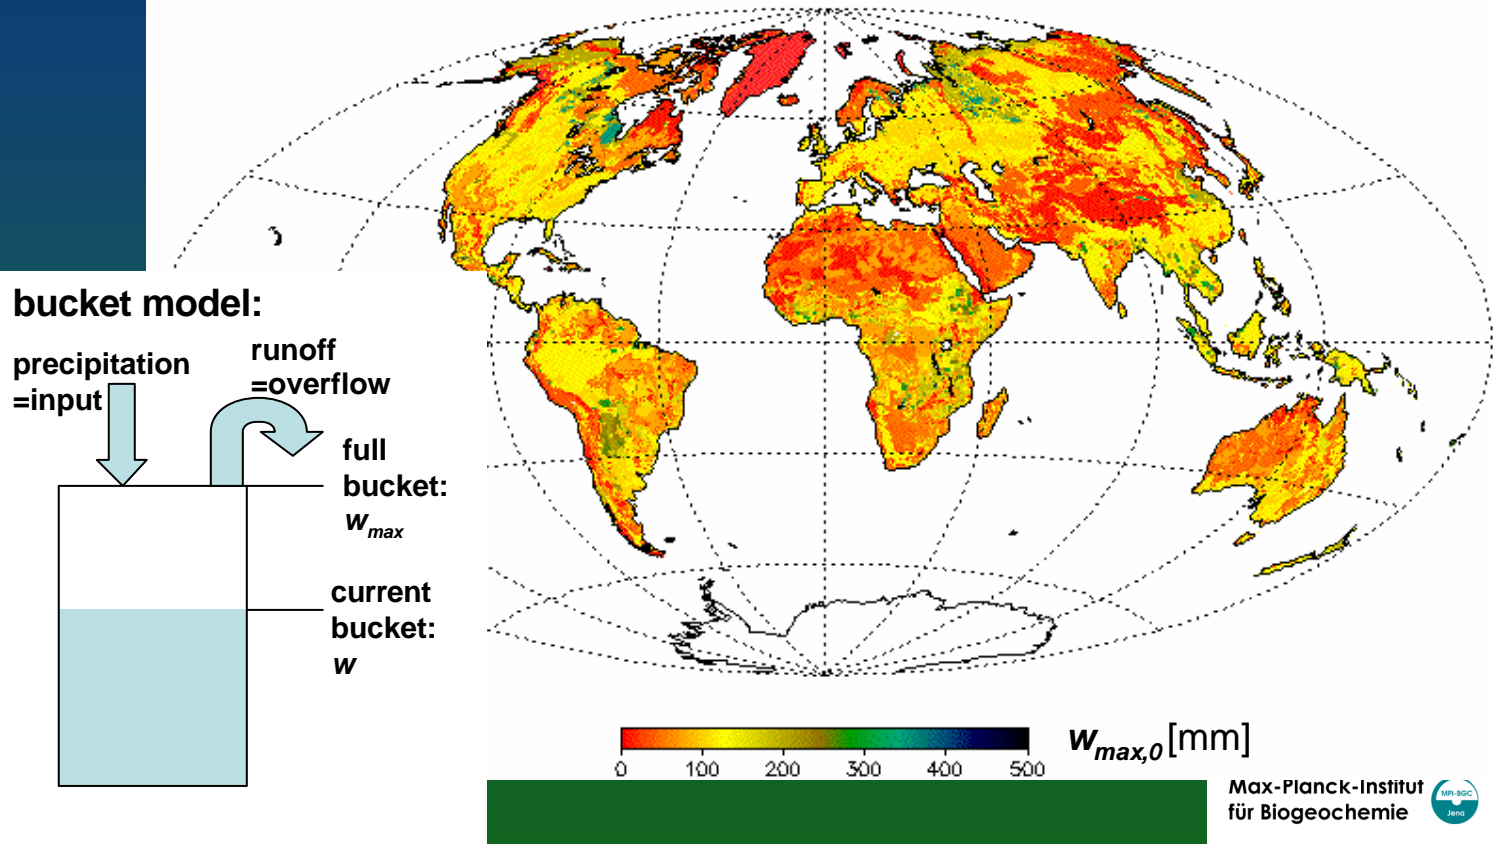 bucket model:
precipitation
=input
runoff
=overflow
full
bucket:
wmax
current
bucket:
w
0 100 200 300 400 500
wmax,0 [mm]
Max-Planck-Institut
für Biogeochemie
MPI-BGC
Jena